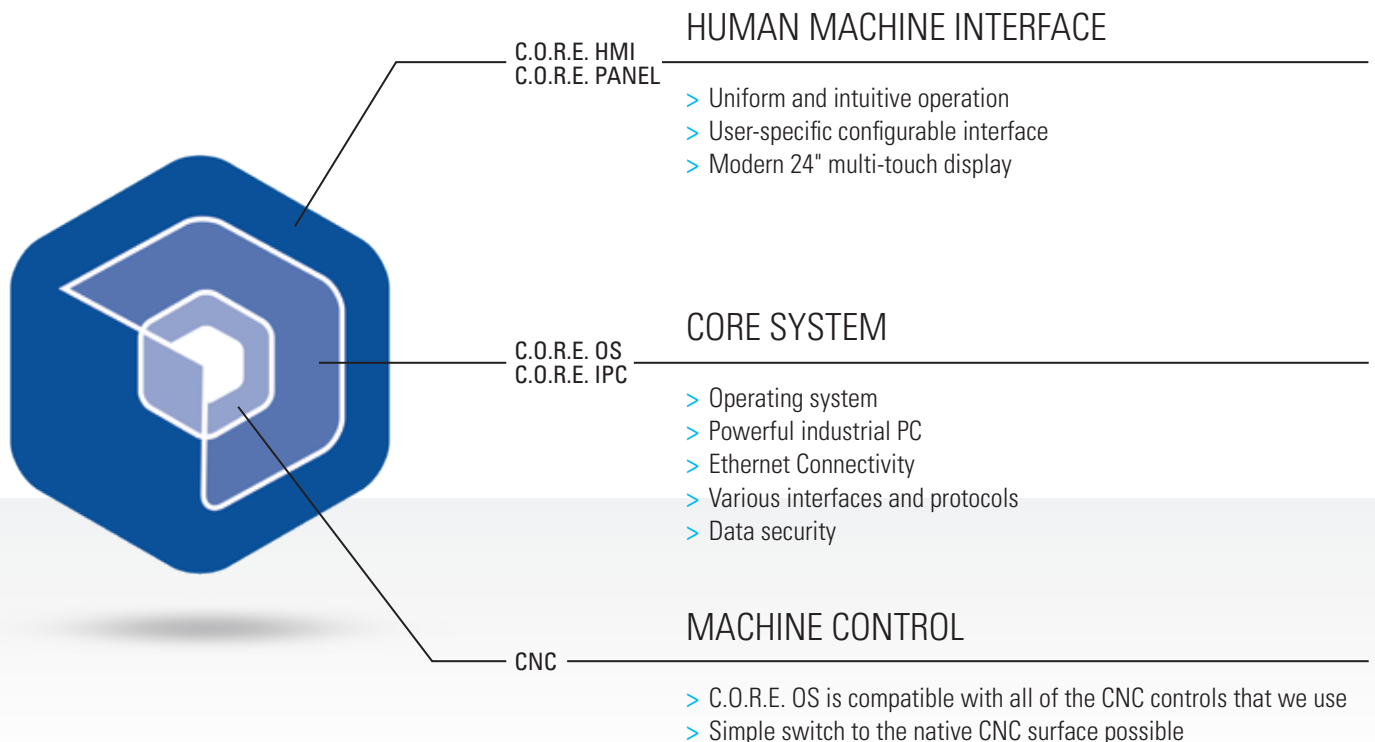 HUMAN MACHINE INTERFACE
C.O.R.E. HMI
C.O.R.E. PANEL
> Uniform and intuitive operation
> User-specific configurable interface
> Modern 24" multi-touch display
CORE SYSTEM
C.O.R.E. OS
C.O.R.E. IPC
> Operating system
> Powerful industrial PC
> Ethernet Connectivity
> Various interfaces and protocols
> Data security
MACHINE CONTROL
CNC
> C.O.R.E. OS is compatible with all of the CNC controls that we use
> Simple switch to the native CNC surface possible